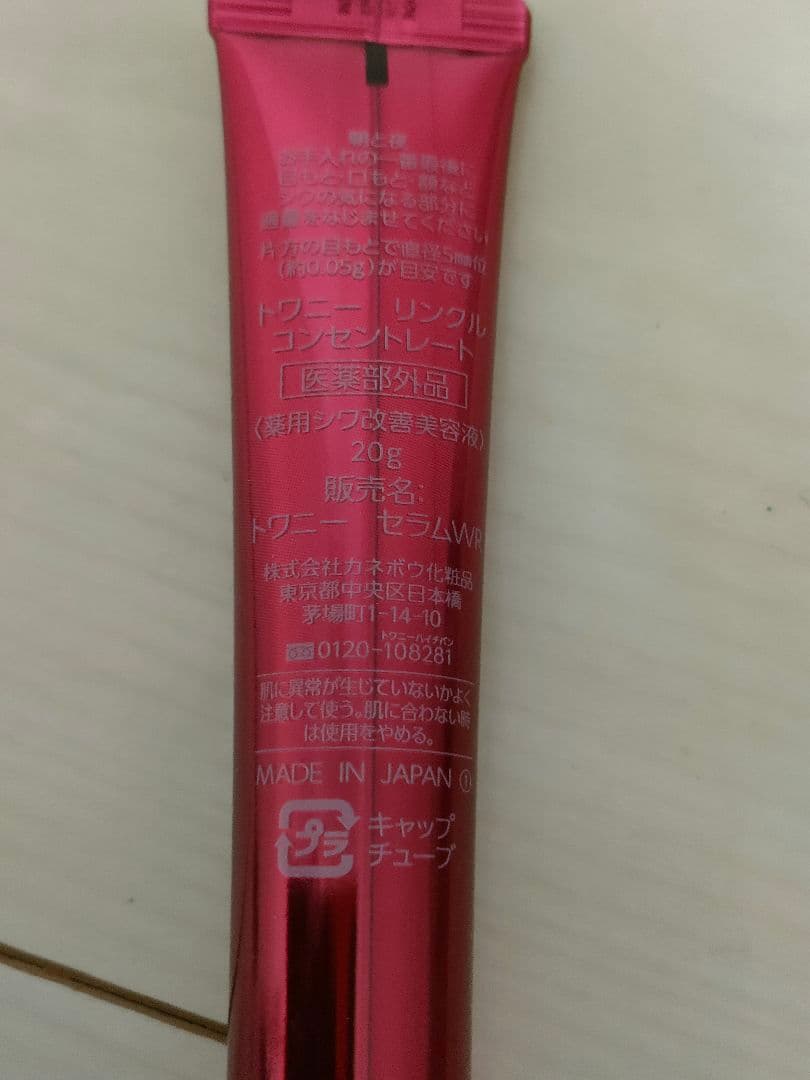 朝と夜
お手入れの一番最後に
目もと・口もと・額など
シワの気になる部分に
適量をなじませてください
片方の目もとで直径5mm位
(約0.05g)が目安です
トワニー リンクル
コンセントレート
医薬部外品
〈薬用シワ改善美容液〉
20g
販売名:
トワニー セラムWR
株式会社カネボウ化粧品
東京都中央区日本橋
茅場町1-14-10
トワニーハイチバン
0120-108281
肌に異常が生じていないかよく
注意して使う。肌に合わない時
は使用をやめる。
MADE IN JAPAN
プラ キャップ
チューブ